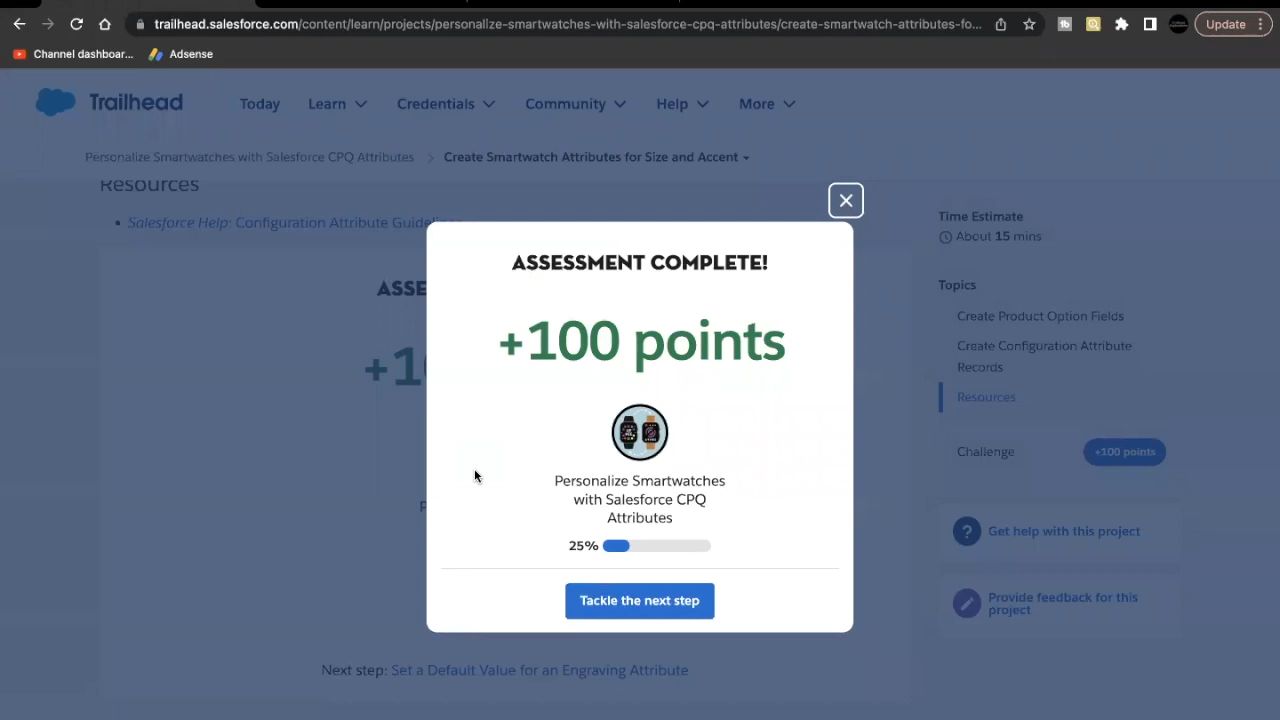 trailhead.salesforce.com/content/learn/projects/personalize-smartwatches-with-salesforce-cpq-attributes/create-smartwatch-attributes-fo...
Update
Channel dashboar...
Adsense
Trailhead
Today
Learn
Credentials
Community
Help
More
Personalize Smartwatches with Salesforce CPQ Attributes
Create Smartwatch Attributes for Size and Accent
Resources
• Salesforce Help: Configuration Attribute Guidel
ASSE
+1
P
ASSESSMENT COMPLETE!
+100 points
Personalize Smartwatches
with Salesforce CPQ
Attributes
25%
Tackle the next step
Next step: Set a Default Value for an Engraving Attribute
Time Estimate
About 15 mins
Topics
Create Product Option Fields
Create Configuration Attribute
Records
Resources
Challenge
+100 points
Get help with this project
Provide feedback for this
project